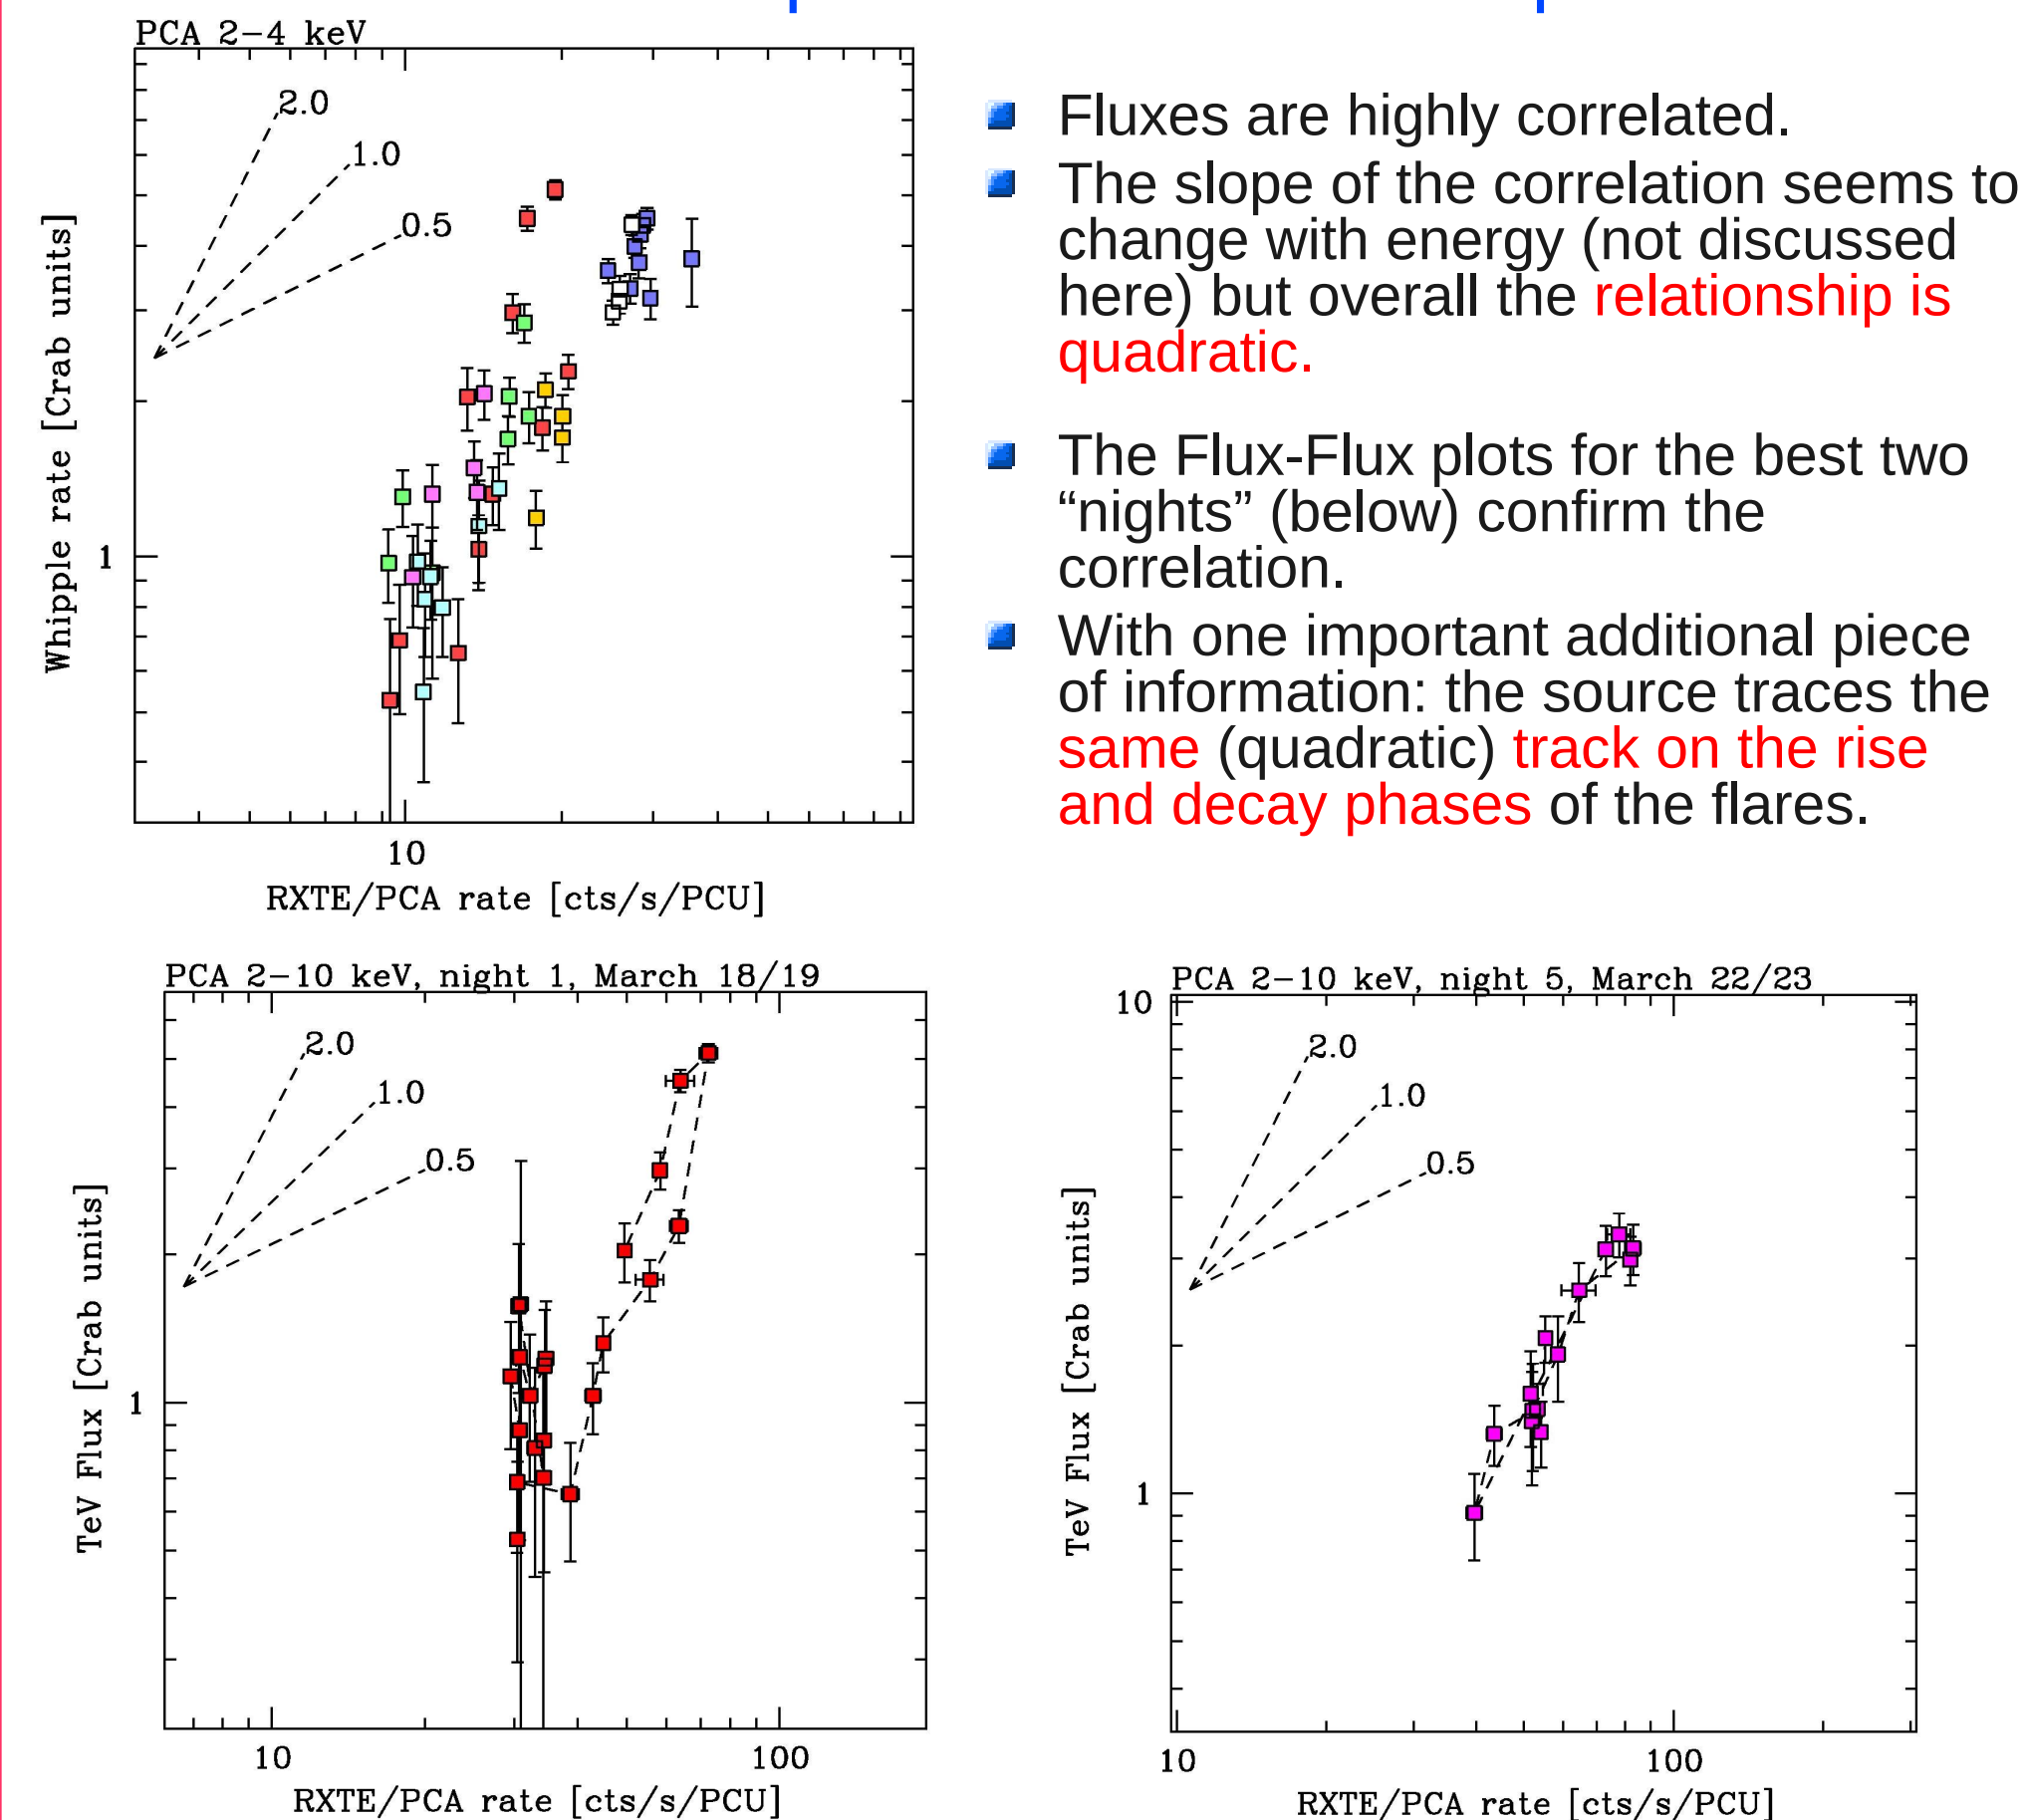 PCA 2-4 keV
2.0
1.0
0.5
Whipple rate [Crab units]
1
10
RXTE/PCA rate [cts/s/PCU]
Fluxes are highly correlated.
The slope of the correlation seems to
change with energy (not discussed
here) but overall the relationship is
quadratic.
The Flux-Flux plots for the best two
“nights” (below) confirm the
correlation.
With one important additional piece
of information: the source traces the
same (quadratic) track on the rise
and decay phases of the flares.
PCA 2-10 keV, night 1, March 18/19
2.0
1.0
0.5
TeV Flux [Crab units]
1
10 100
RXTE/PCA rate [cts/s/PCU]
PCA 2-10 keV, night 5, March 22/23
10
2.0
1.0
0.5
TeV Flux [Crab units]
1
10 100
RXTE/PCA rate [cts/s/PCU]